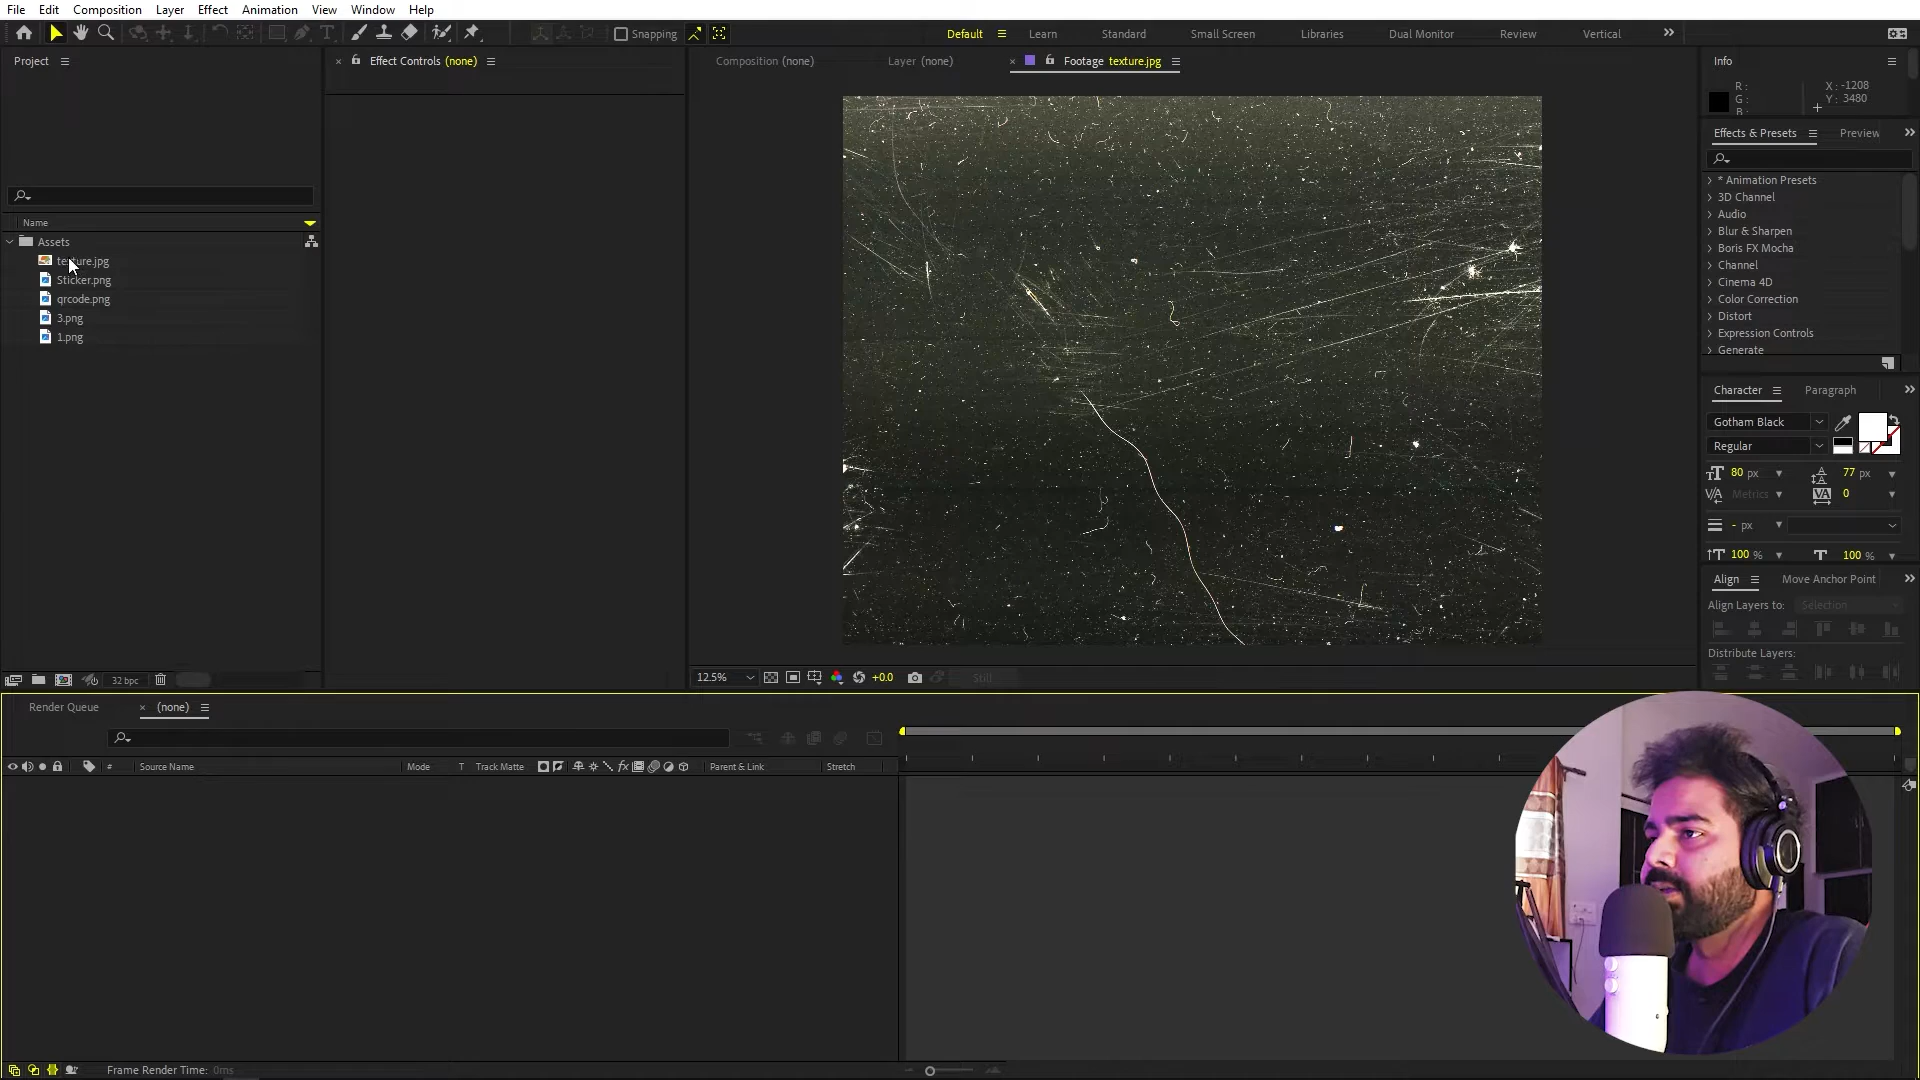 File Edit Composition Layer Effect Animation View Window Help
Snapping
Default Learn Standard Small Screen Libraries Dual Monitor Review Vertical
Project
Effect Controls (none)
Composition (none) Layer (none) Footage texture.jpg
Info
R :
G :
B :
X : -1208
Y : 3480
Effects & Presets Preview
* Animation Presets
3D Channel
Audio
Blur & Sharpen
Boris FX Mocha
Channel
Cinema 4D
Color Correction
Distort
Expression Controls
Generate
Name
Assets
texture.jpg
Sticker.png
qrcode.png
3.png
1.png
Character Paragraph
Gotham Black
Regular
80 px 77 px
Metrics 0
- px
100 % 100 %
Align Move Anchor Point
Align Layers to: Selection
Distribute Layers:
32 bpc
12.5% +0.0 Still
Render Queue (none)
# Source Name Mode T Track Matte fx Parent & Link Stretch
Frame Render Time: 0ms